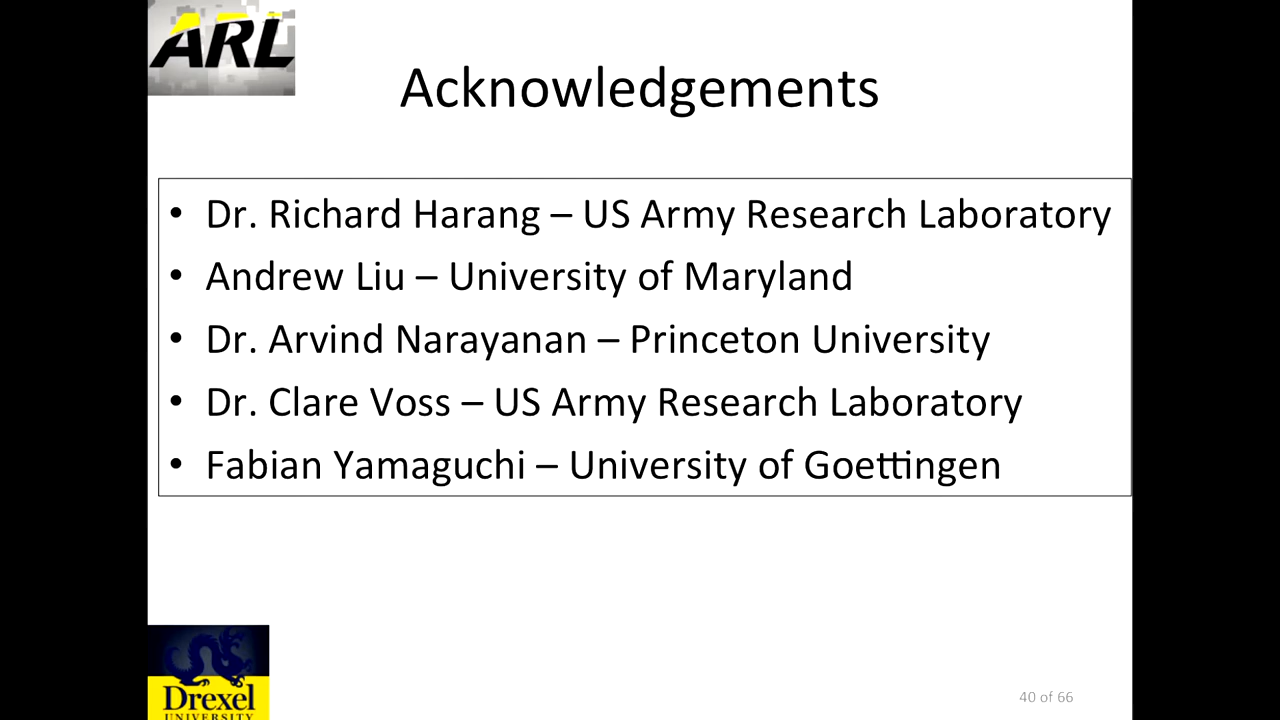 ARL
Acknowledgements
• Dr. Richard Harang – US Army Research Laboratory
• Andrew Liu – University of Maryland
• Dr. Arvind Narayanan – Princeton University
• Dr. Clare Voss – US Army Research Laboratory
• Fabian Yamaguchi – University of Goettingen
Drexel
UNIVERSITY
40 of 66